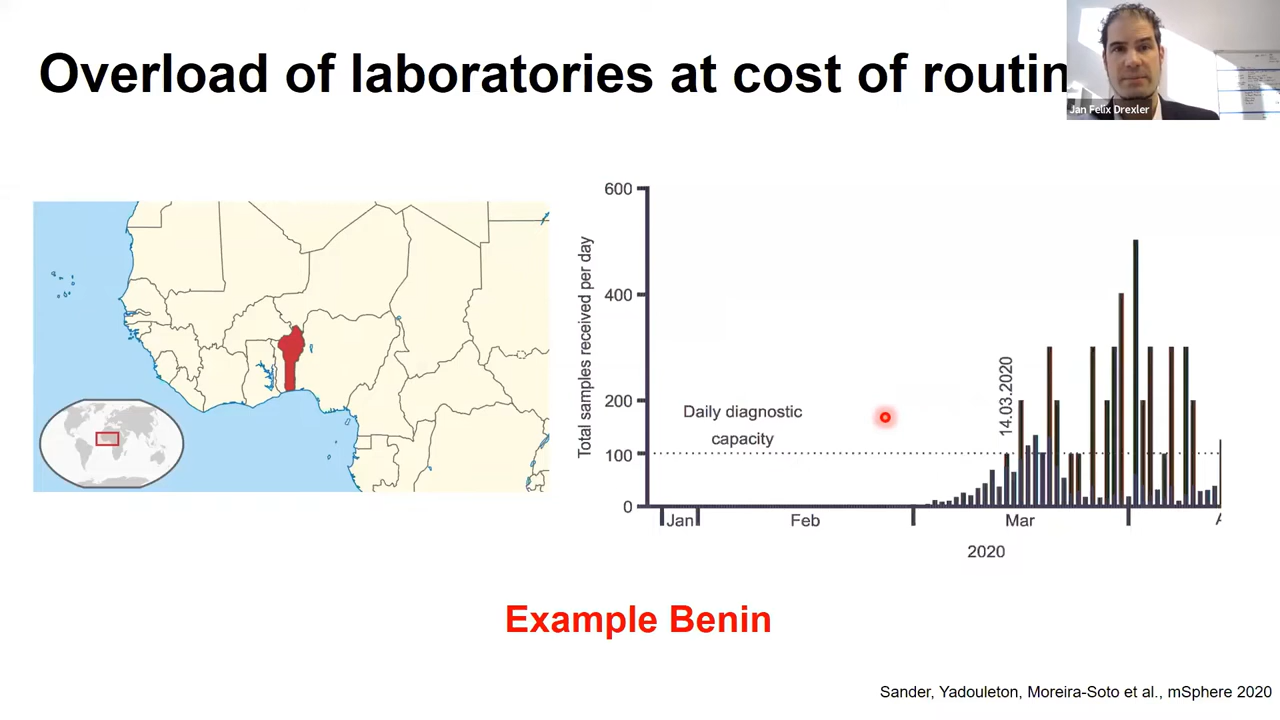 Overload of laboratories at cost of routin
Jan Felix Drexler
600
400
200
100
0
Total samples received per day
Daily diagnostic
capacity
14.03.2020
Jan
Feb
Mar
A
2020
Example Benin
Sander, Yadouleton, Moreira-Soto et al., mSphere 2020